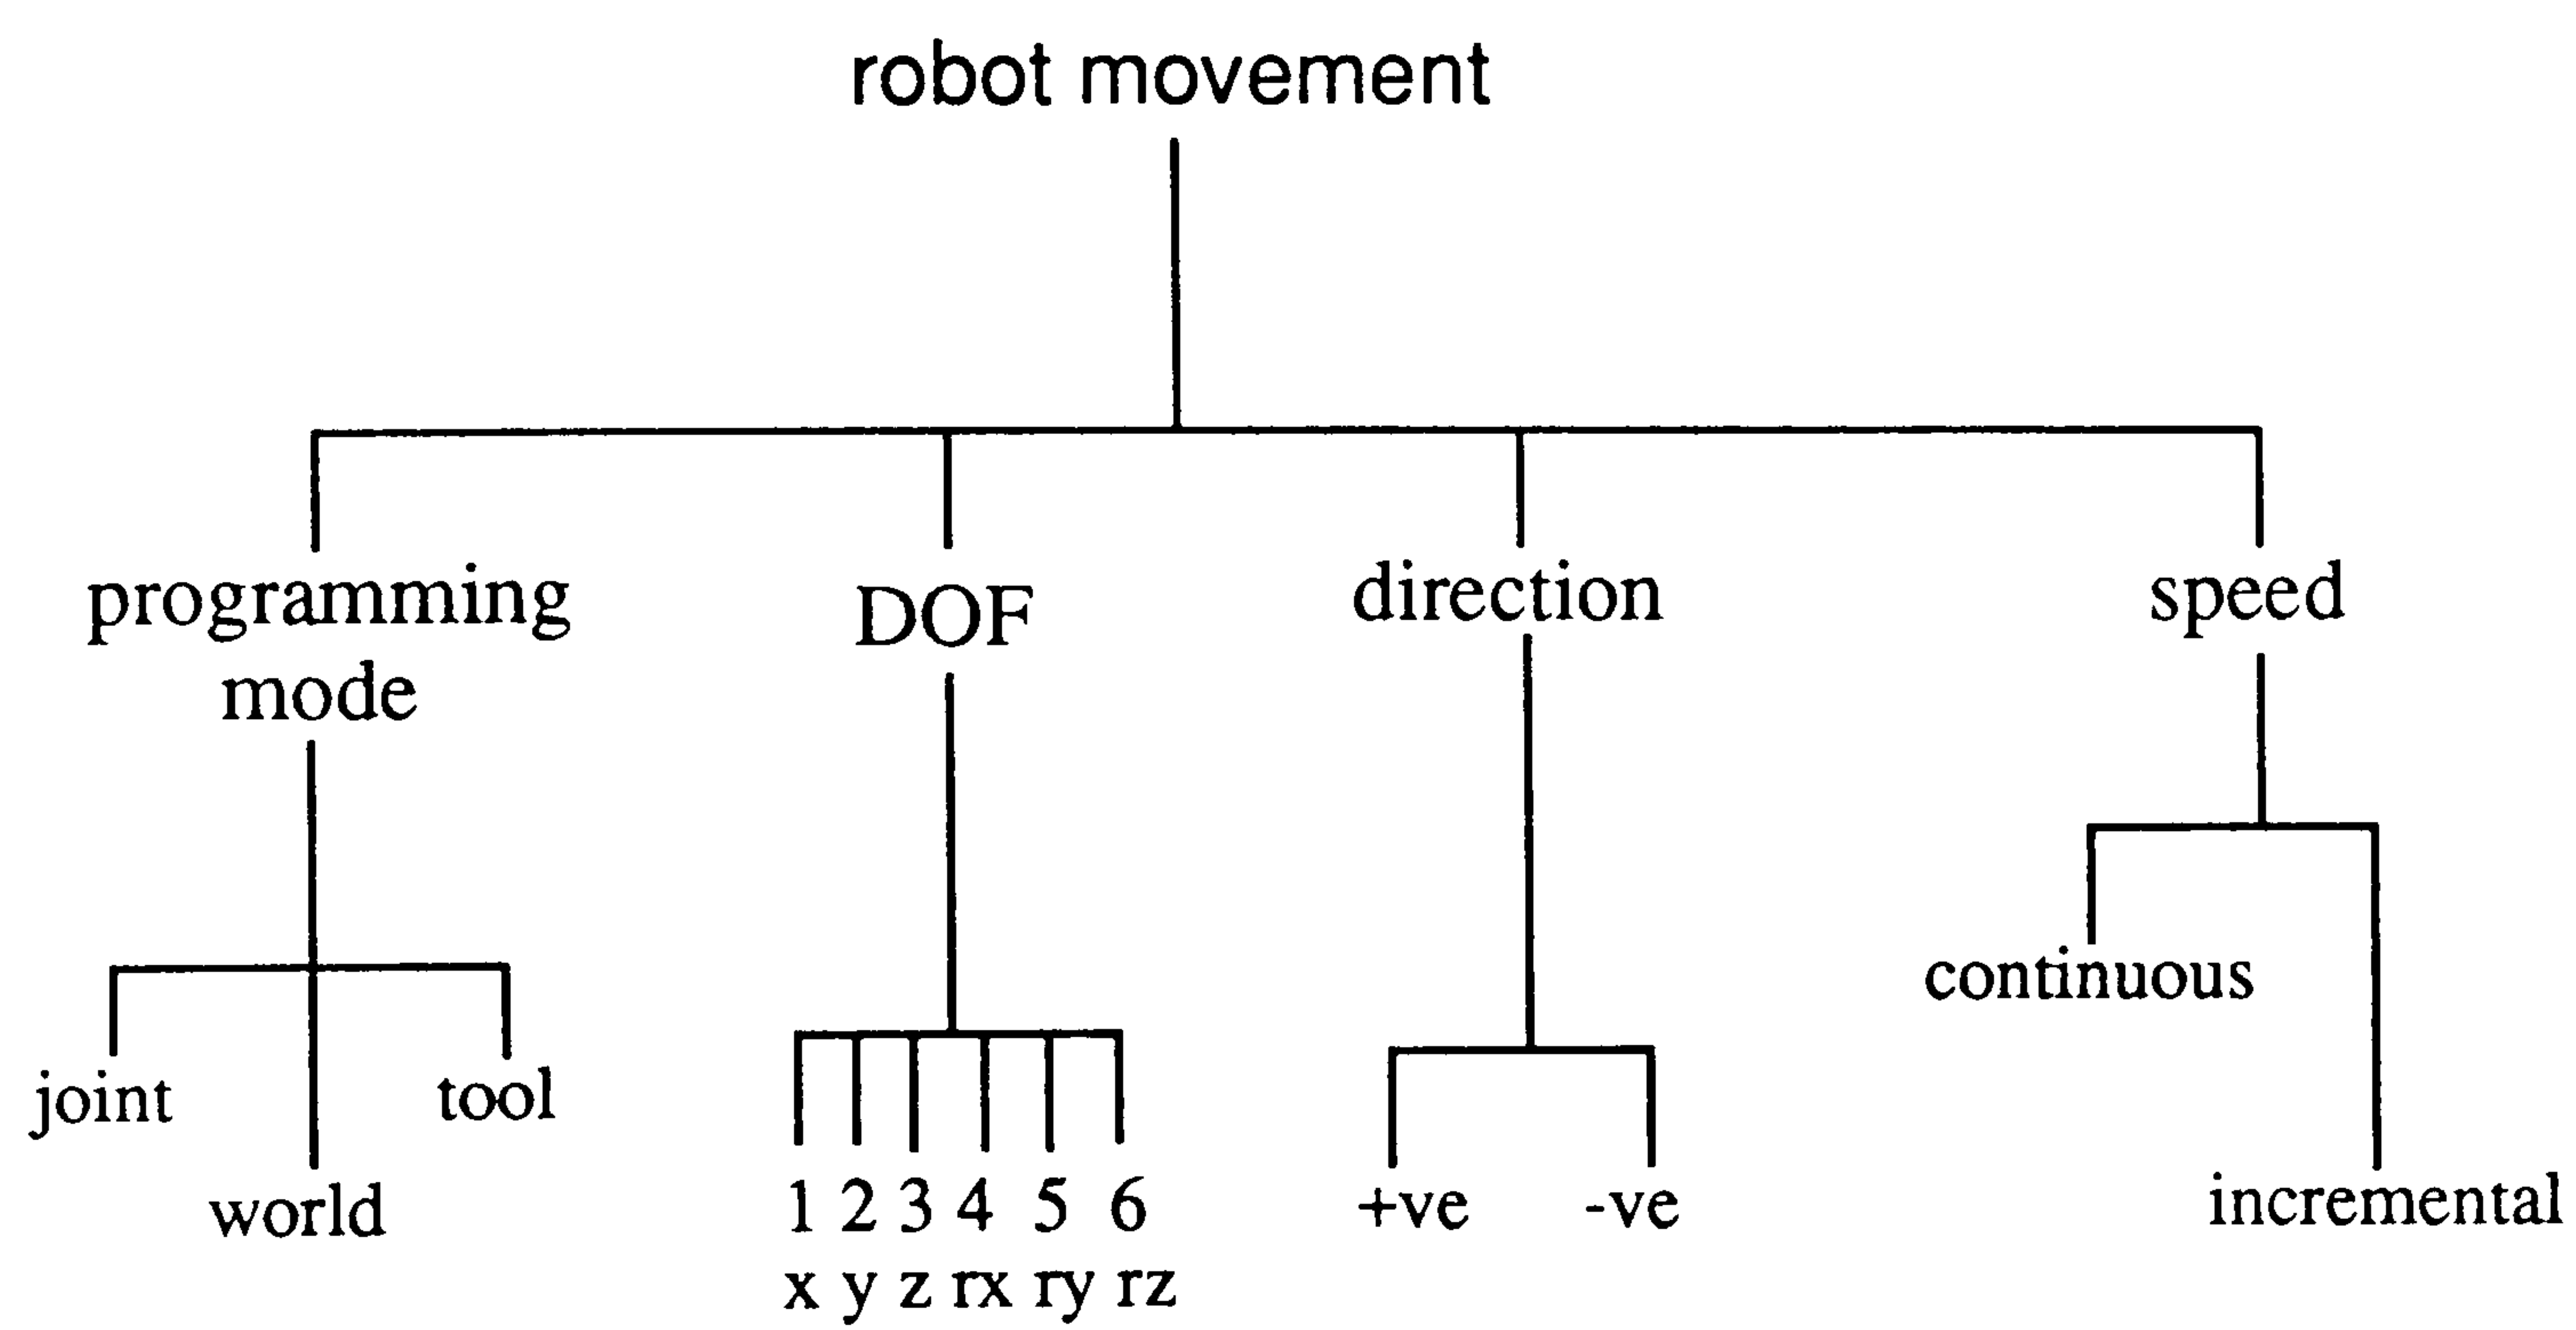 robot movement
programming
mode
DOF
direction
speed
joint
world
tool
1 2 3 4 5 6
x y z rx ry rz
+ve
-ve
continuous
incremental